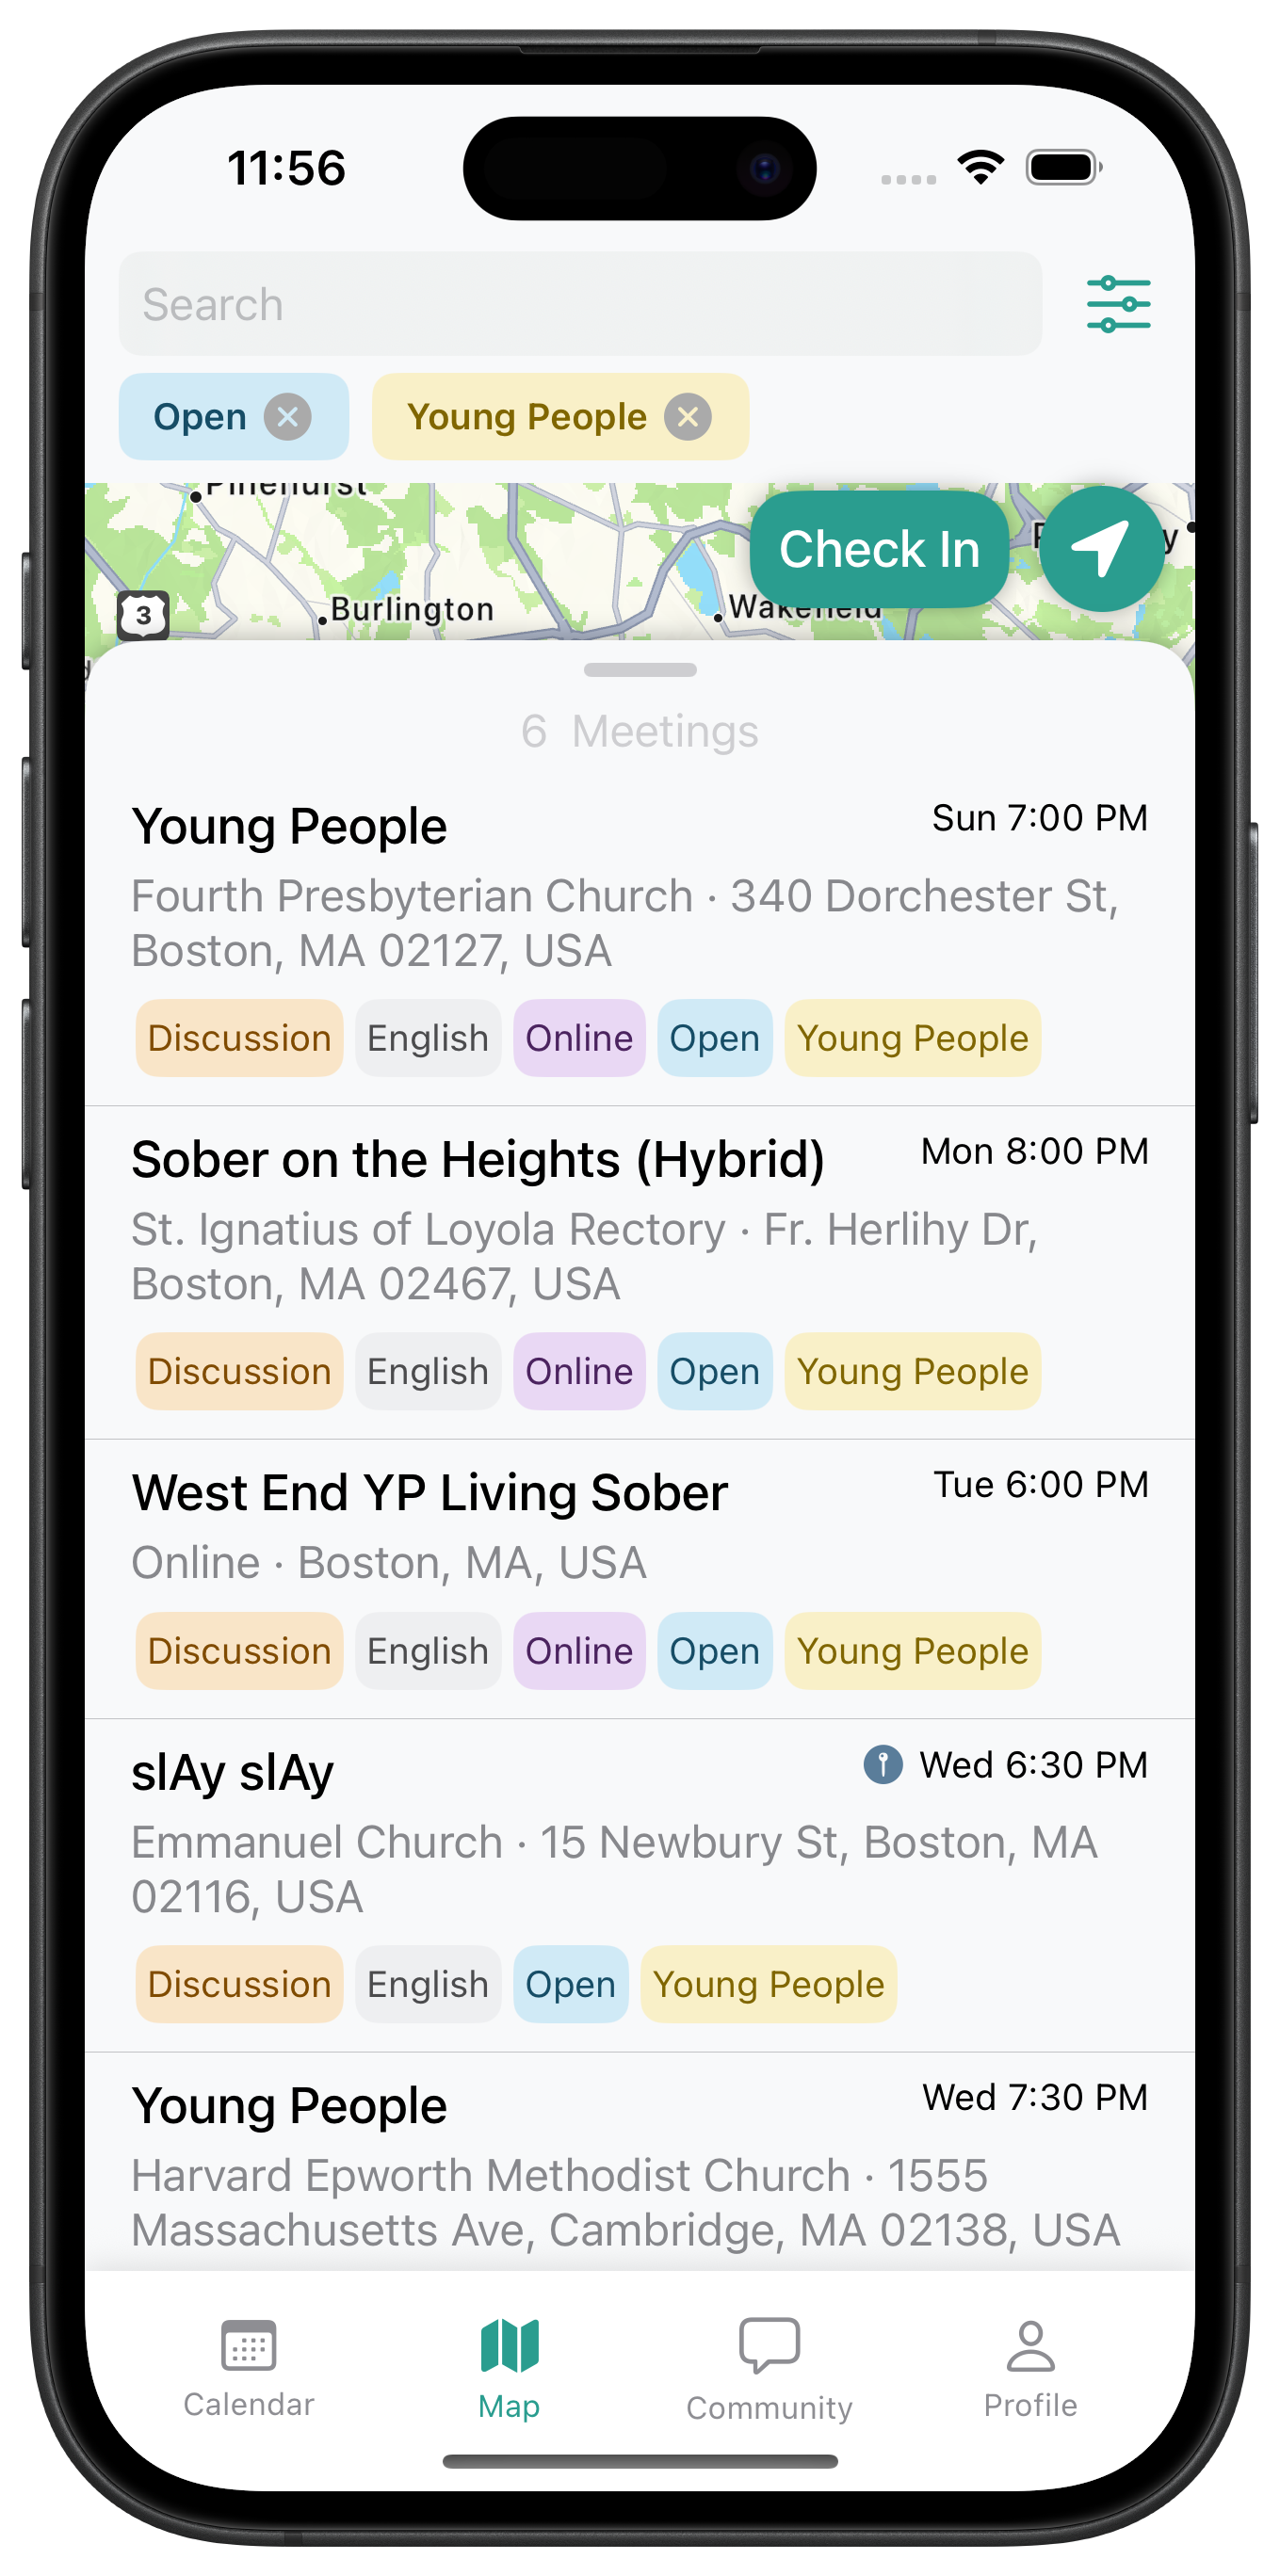 11:56
Search
Open
Young People
Pinehurst
Check In
3
Burlington
Wakefield
6 Meetings
Young People
Sun 7:00 PM
Fourth Presbyterian Church · 340 Dorchester St,
Boston, MA 02127, USA
Discussion English Online Open Young People
Sober on the Heights (Hybrid)
Mon 8:00 PM
St. Ignatius of Loyola Rectory · Fr. Herlihy Dr,
Boston, MA 02467, USA
Discussion English Online Open Young People
West End YP Living Sober
Tue 6:00 PM
Online · Boston, MA, USA
Discussion English Online Open Young People
slAy slAy
Wed 6:30 PM
Emmanuel Church · 15 Newbury St, Boston, MA
02116, USA
Discussion English Open Young People
Young People
Wed 7:30 PM
Harvard Epworth Methodist Church · 1555
Massachusetts Ave, Cambridge, MA 02138, USA
Calendar
Map
Community
Profile